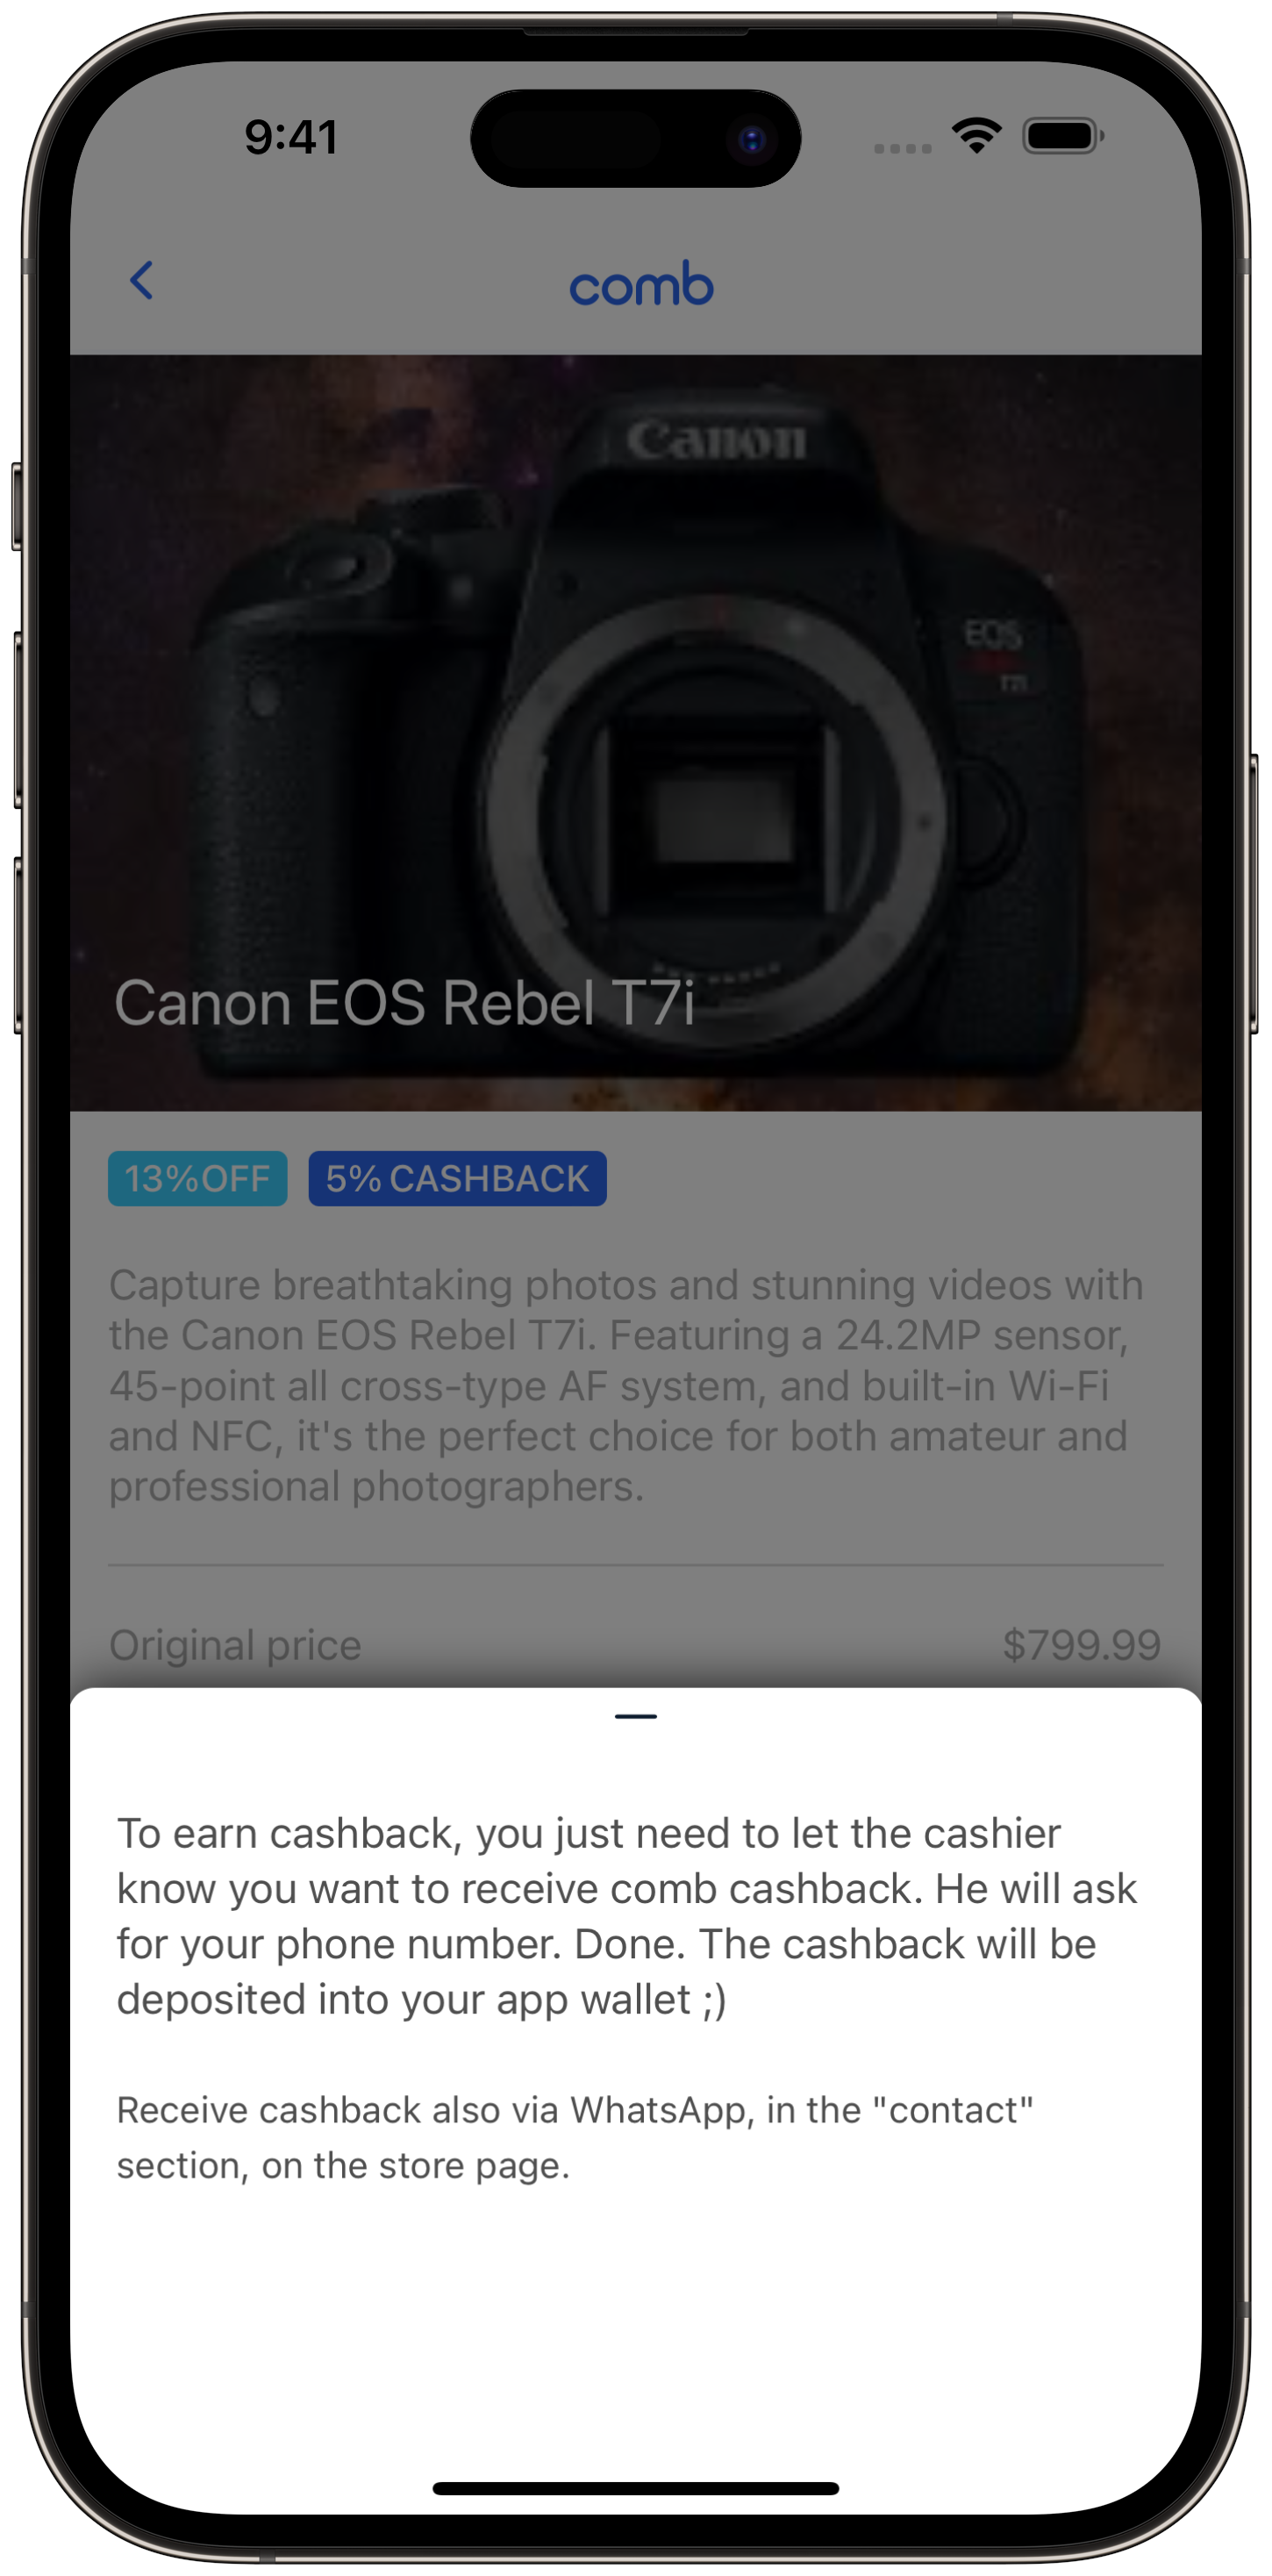 9:41
comb
Canon
EOS
T7i
Canon EOS Rebel T7i
13%OFF
5% CASHBACK
Capture breathtaking photos and stunning videos with
the Canon EOS Rebel T7i. Featuring a 24.2MP sensor,
45-point all cross-type AF system, and built-in Wi-Fi
and NFC, it's the perfect choice for both amateur and
professional photographers.
Original price
$799.99
To earn cashback, you just need to let the cashier
know you want to receive comb cashback. He will ask
for your phone number. Done. The cashback will be
deposited into your app wallet ;)
Receive cashback also via WhatsApp, in the "contact"
section, on the store page.